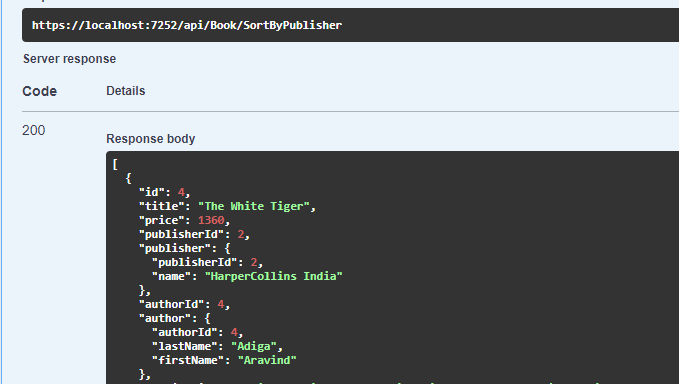 https://localhost:7252/api/Book/SortByPublisher
Server response
Code Details
200
Response body
[
{
"id": 4,
"title": "The White Tiger",
"price": 1360,
"publisherId": 2,
"publisher": {
"publisherId": 2,
"name": "HarperCollins India"
},
"authorId": 4,
"author": {
"authorId": 4,
"lastName": "Adiga",
"firstName": "Aravind"
},